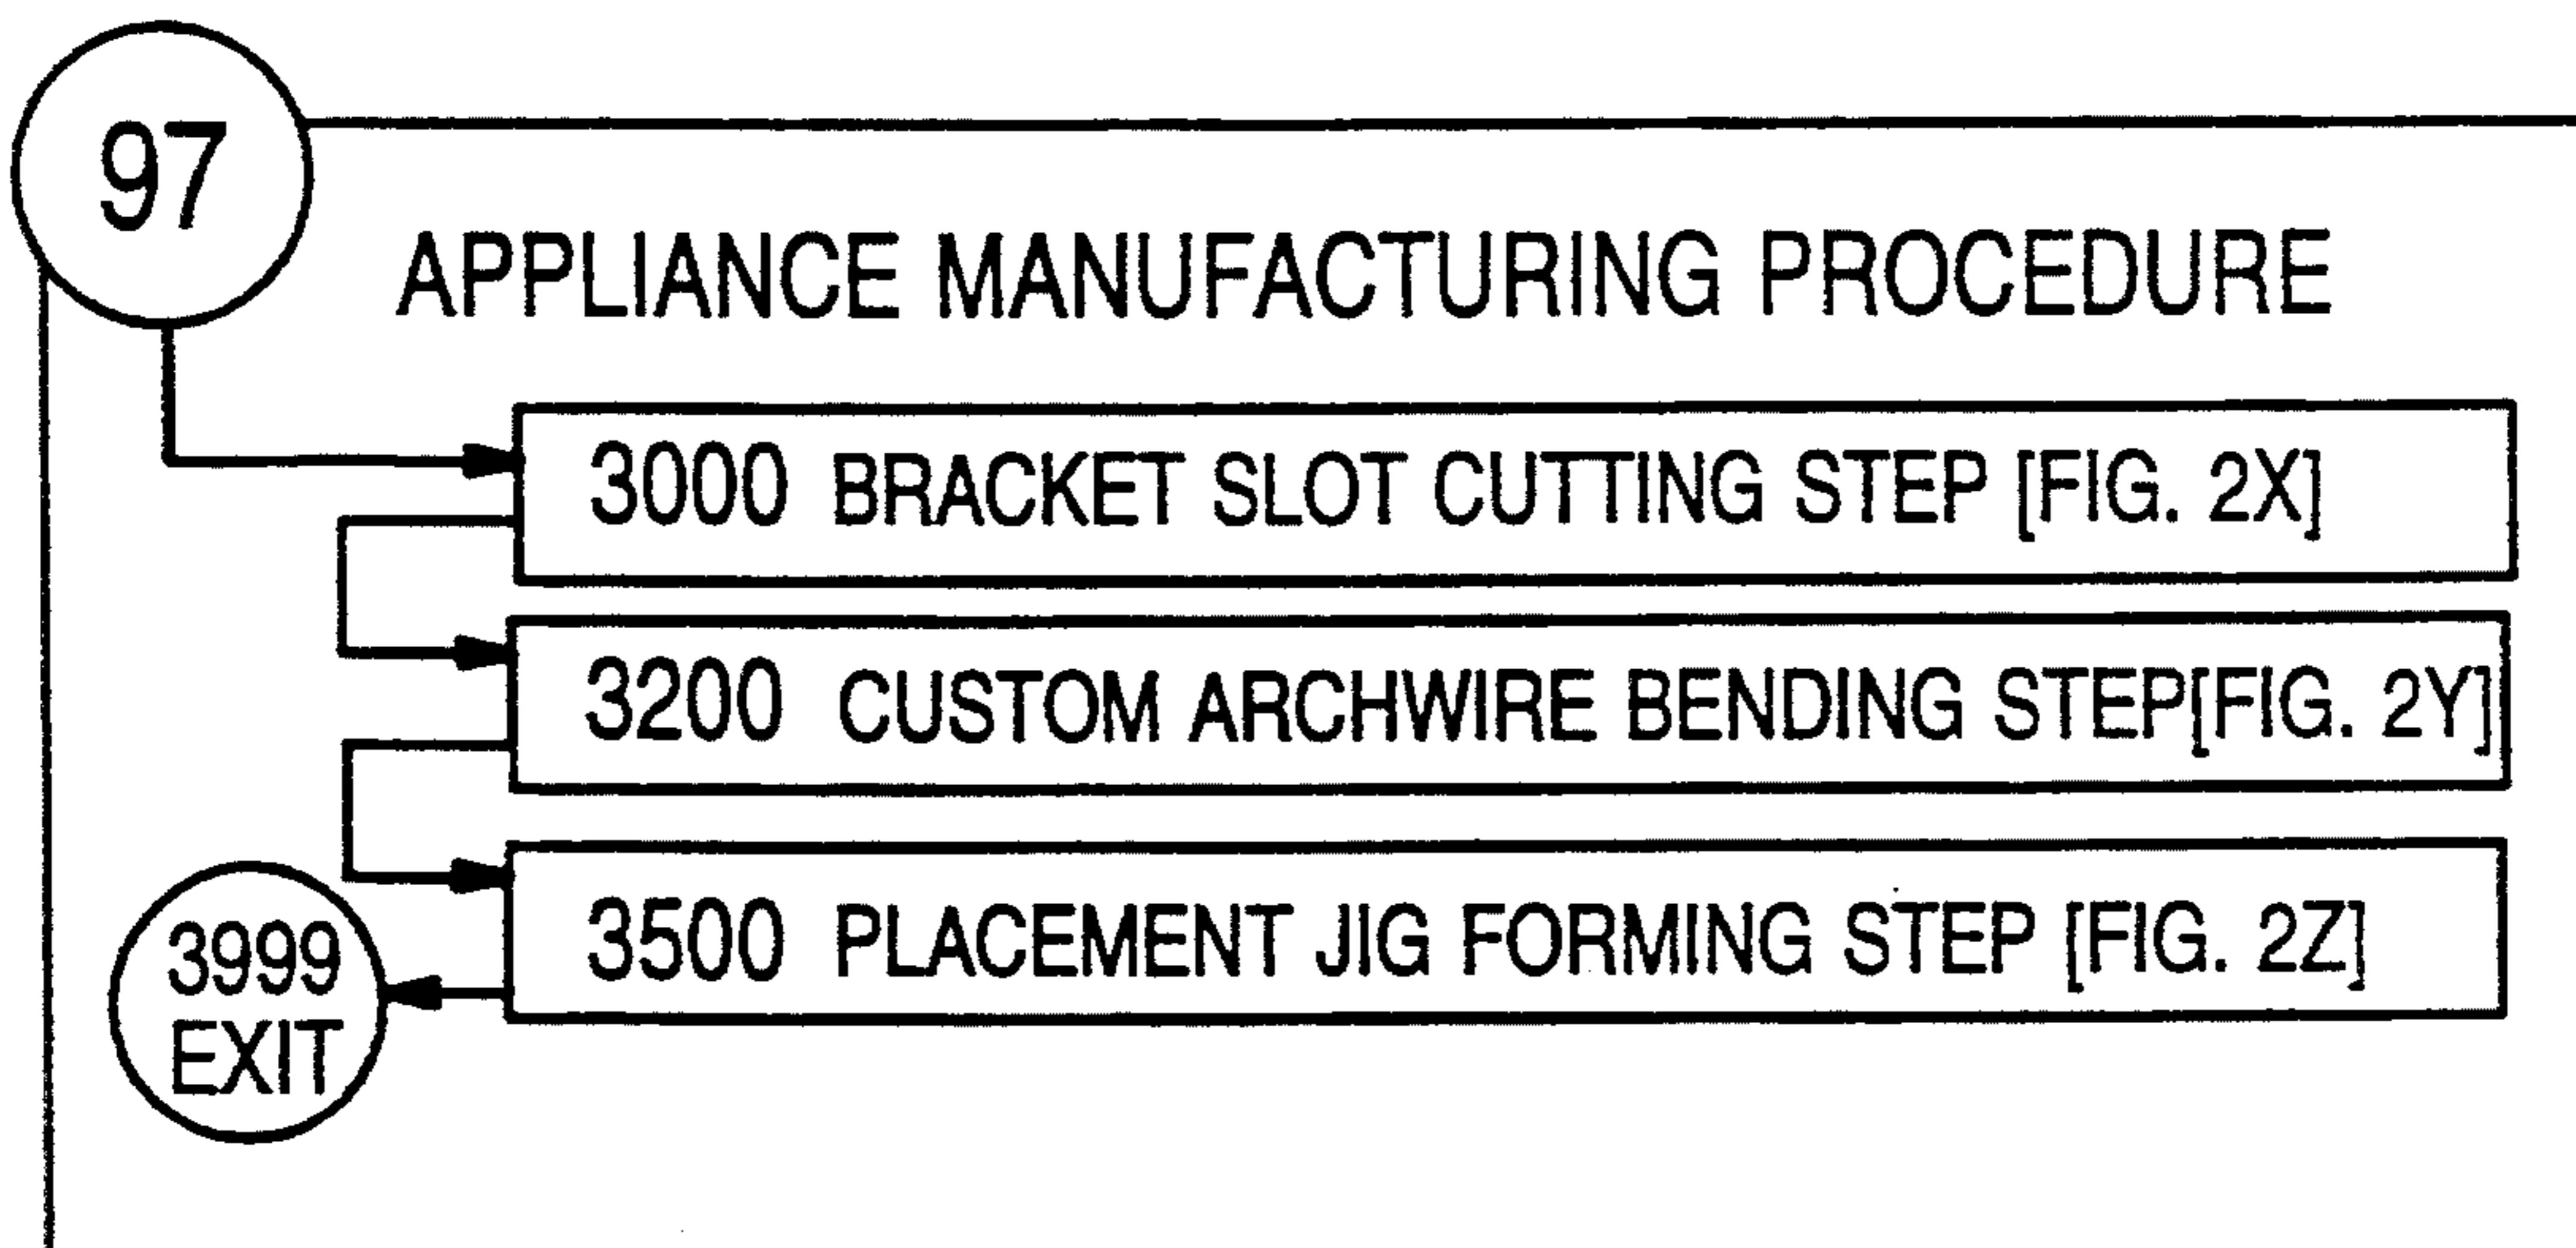 97
APPLIANCE MANUFACTURING PROCEDURE
3000 BRACKET SLOT CUTTING STEP [FIG. 2X]
3200 CUSTOM ARCHWIRE BENDING STEP[FIG. 2Y]
3500 PLACEMENT JIG FORMING STEP [FIG. 2Z]
3999
EXIT